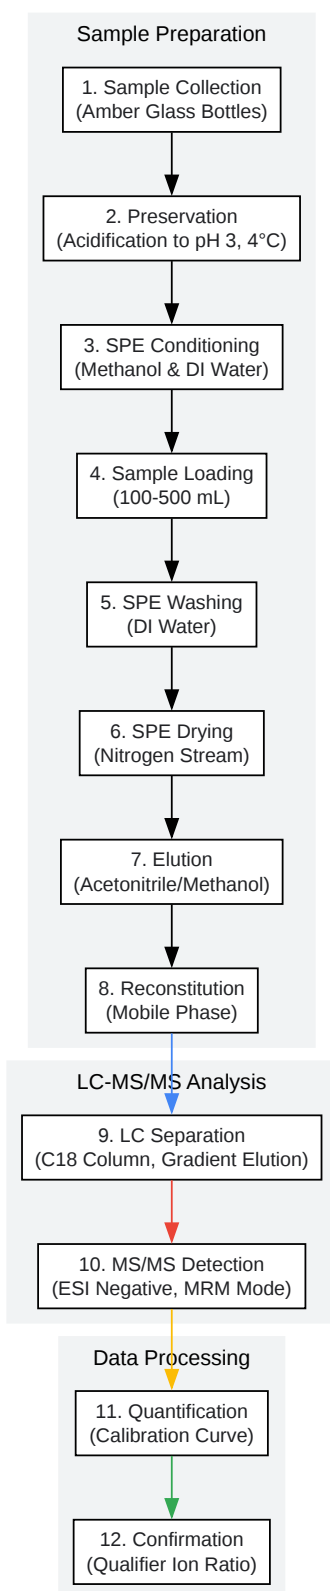 Sample Preparation
1. Sample Collection
(Amber Glass Bottles)
2. Preservation
(Acidification to pH 3, 4°C)
3. SPE Conditioning
(Methanol & DI Water)
4. Sample Loading
(100-500 mL)
5. SPE Washing
(DI Water)
6. SPE Drying
(Nitrogen Stream)
7. Elution
(Acetonitrile/Methanol)
8. Reconstitution
(Mobile Phase)
LC-MS/MS Analysis
9. LC Separation
(C18 Column, Gradient Elution)
10. MS/MS Detection
(ESI Negative, MRM Mode)
Data Processing
11. Quantification
(Calibration Curve)
12. Confirmation
(Qualifier Ion Ratio)